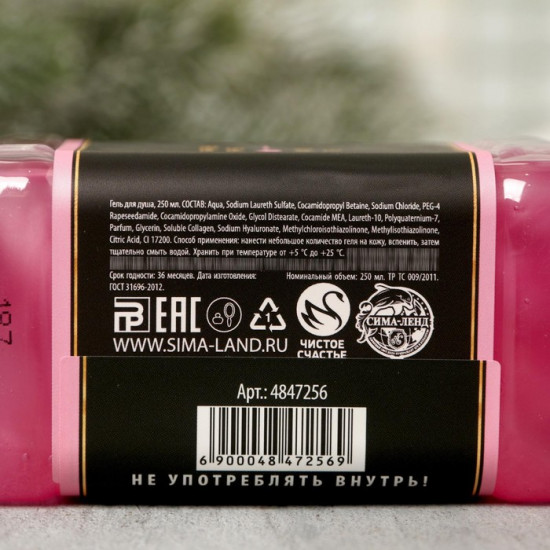 Гель для душа, 250 мл. СОСТАВ: Aqua, Sodium Laureth Sulfate, Cocamidopropyl Betaine, Sodium Chloride, PEG-4
Rapeseedamide, Cocamidopropylamine Oxide, Glycol Distearate, Cocamide MEA, Laureth-10, Polyquaternium-7,
Parfum, Glycerin, Soluble Collagen, Sodium Hyaluronate, Methylchloroisothiazolinone, Methylisothiazolinone,
Citric Acid, CI 17200. Способ применения: нанести небольшое количество геля на кожу, вспенить, затем
тщательно смыть водой. Хранить при температуре от +5 °C до +25 °C.
Срок годности: 36 месяцев. Дата изготовления: Номинальный объем: 250 мл. ТР ТС 009/2011.
ГОСТ 31696-2012.
EAC
1
WWW.SIMA-LAND.RU
ЧИСТОЕ
СЧАСТЬЕ
СИМА-ЛЕНД
Арт.: 4847256
6 900048 472569
НЕ УПОТРЕБЛЯТЬ ВНУТРЬ!
197